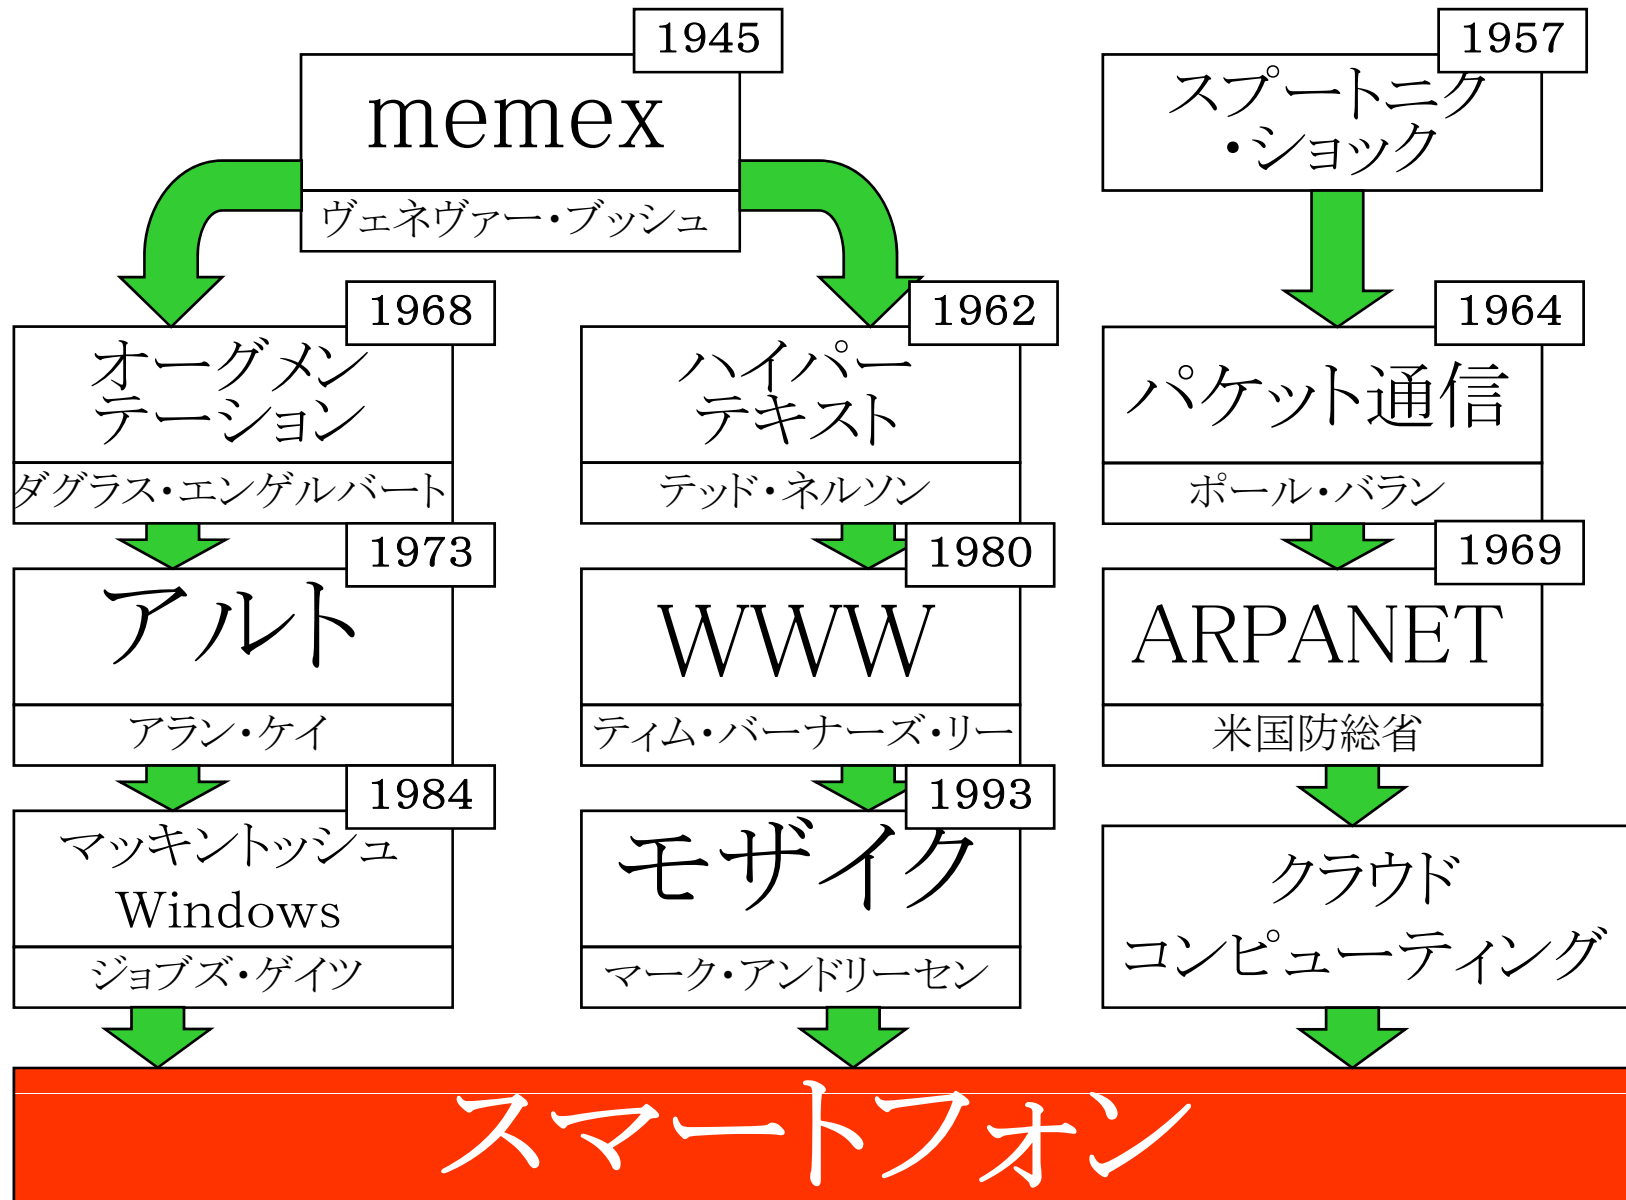 1945
memex
ヴェネヴァー・ブッシュ
1957
スプートニク
・ショック
1968
オーグメン
テーション
ダグラス・エンゲルバート
1962
ハイパー
テキスト
テッド・ネルソン
1964
パケット通信
ポール・バラン
1973
アルト
アラン・ケイ
1980
WWW
ティム・バーナーズ・リー
1969
ARPANET
米国防総省
1984
マッキントッシュ
Windows
ジョブズ・ゲイツ
1993
モザイク
マーク・アンドリーセン
クラウド
コンピューティング
スマートフォン